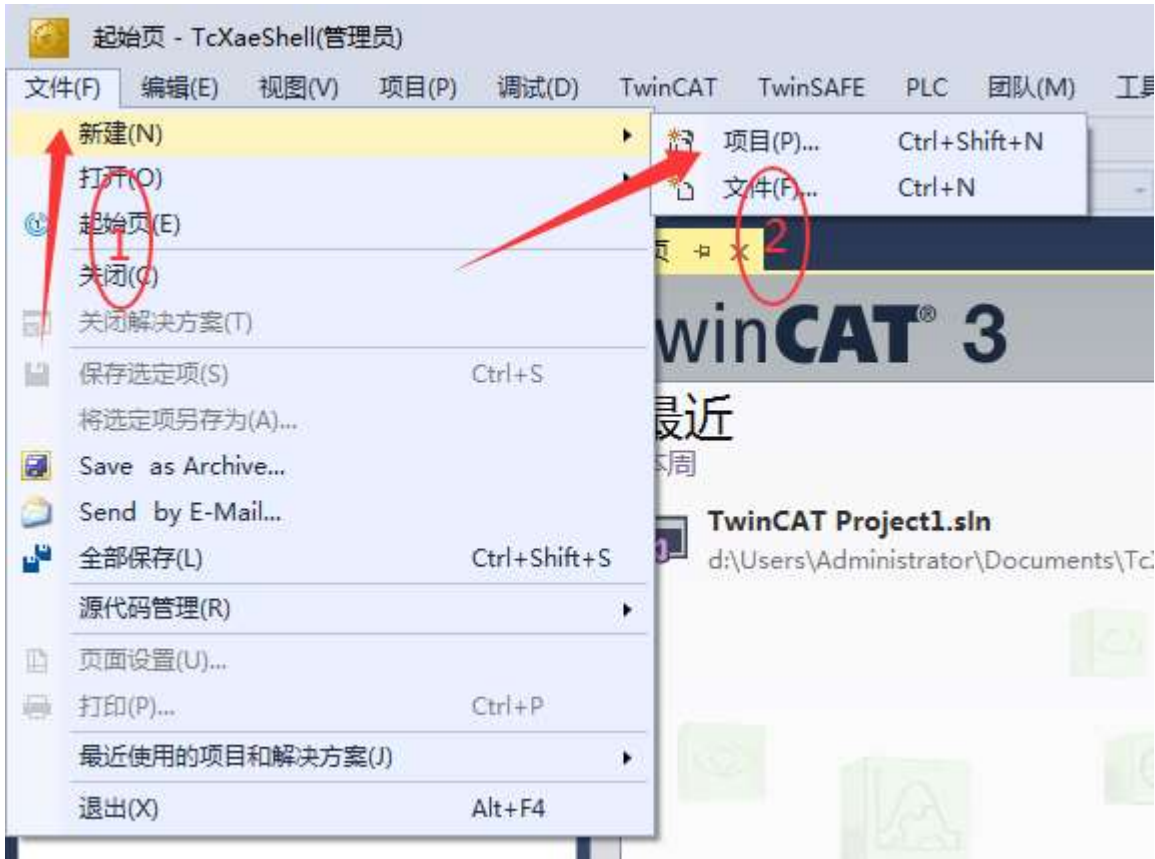 起始页 - TcXaeShell(管理员)
文件(F) 编辑(E) 视图(V) 项目(P) 调试(D) TwinCAT TwinSAFE PLC 团队(M) 工具
新建(N)
项目(P)... Ctrl+Shift+N
打开(O)
文件(F)... Ctrl+N
起始页(E)
1
2
页
关闭(C)
关闭解决方案(T)
winCAT® 3
保存选定项(S) Ctrl+S
将选定项另存为(A)...
最近
Save as Archive...
本周
Send by E-Mail...
TwinCAT Project1.sln
全部保存(L) Ctrl+Shift+S
d:\Users\Administrator\Documents\Tc
源代码管理(R)
页面设置(U)...
打印(P)... Ctrl+P
最近使用的项目和解决方案(J)
退出(X) Alt+F4